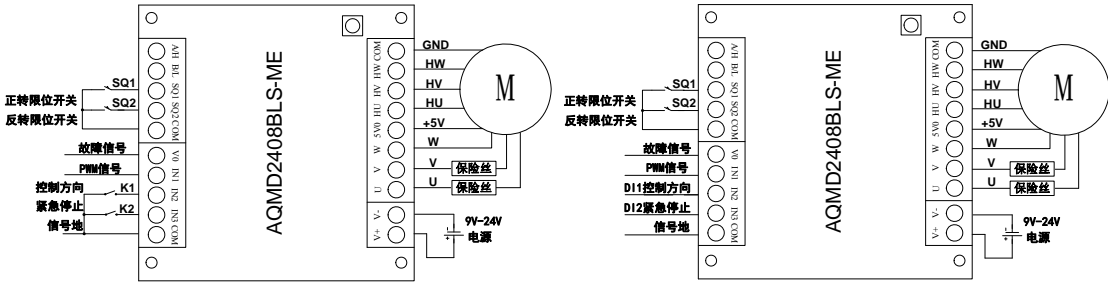 AQMD2408BLS-ME
A/H
B/L
SQ1
SQ2
COM
V0
IN1
IN2
IN3
COM
COM
HW
HV
HU
5V0
W
V
U
V-
V+
SQ1
正转限位开关
SQ2
反转限位开关
故障信号
PWM信号
控制方向
K1
紧急停止
K2
信号地
GND
HW
HV
HU
+5V
W
V
保险丝
U
保险丝
M
9V-24V
电源
AQMD2408BLS-ME
A/H
B/L
SQ1
SQ2
COM
V0
IN1
IN2
IN3
COM
COM
HW
HV
HU
5V0
W
V
U
V-
V+
SQ1
正转限位开关
SQ2
反转限位开关
故障信号
PWM信号
DI1控制方向
DI2紧急停止
信号地
GND
HW
HV
HU
+5V
W
V
保险丝
U
保险丝
M
9V-24V
电源